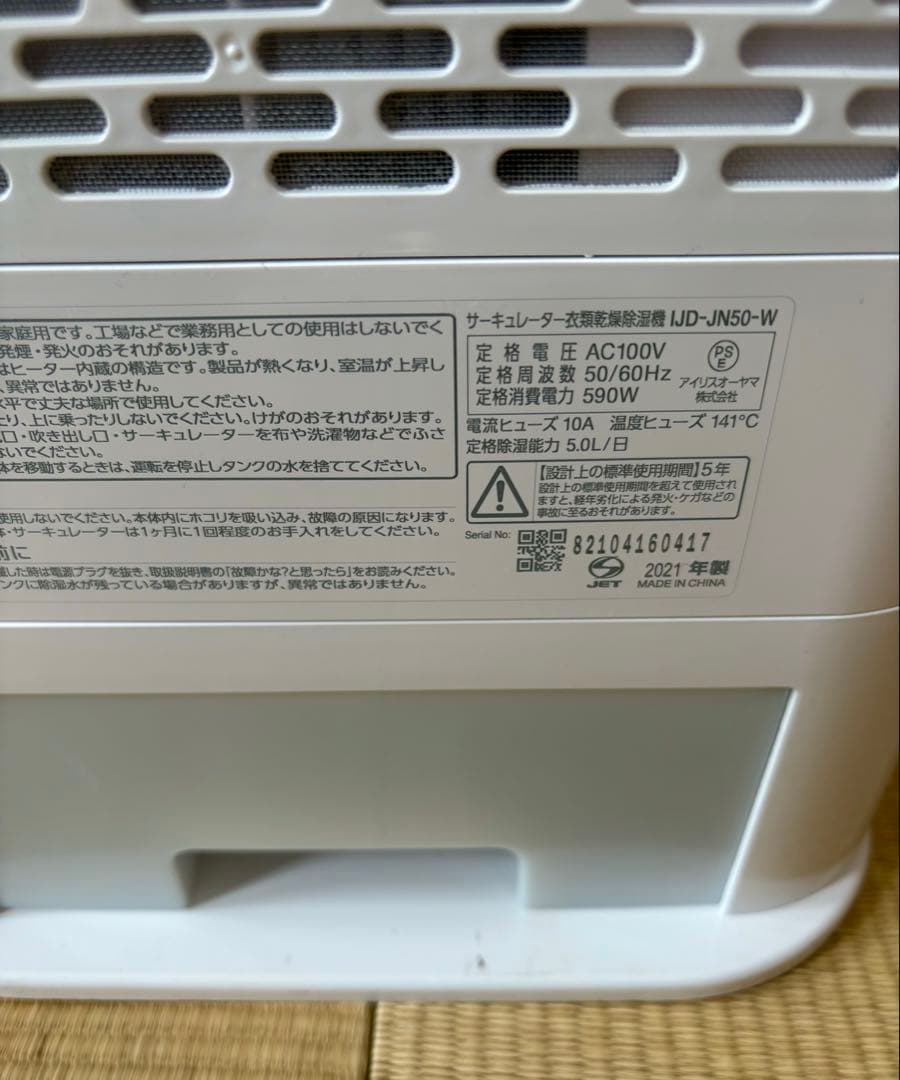 家庭用です。工場などで業務用としての使用はしないでく
発煙・発火のおそれがあります。
はヒーター内蔵の構造です。製品が熱くなり、室温が上昇し
、異常ではありません。
水平で丈夫な場所で使用してください。
たり、上に乗ったりしないでください。けがのおそれがあります。
込口・吹き出し口・サーキュレーターを布や洗濯物などでふさ
ないでください。
体を移動するときは、運転を停止しタンクの水を捨ててください。
使用しないでください。本体内にホコリを吸い込み、故障の原因になります。
・サーキュレーターは1ヶ月に1回程度のお手入れをしてください。
前に
した時は電源プラグを抜き、取扱説明書の「故障かな?と思ったら」をお読みください。
ンクに除湿水が残っている場合がありますが、異常ではありません。
サーキュレーター衣類乾燥除湿機 IJD-JN50-W
定格電圧 AC100V
定格周波数 50/60Hz
定格消費電力 590W
PS
E
アイリスオーヤマ
株式会社
電流ヒューズ 10A 温度ヒューズ 141℃
定格除湿能力 5.0L/日
【設計上の標準使用期間】5年
設計上の標準使用期間を超えて使用され
ますと、経年劣化による発火・ケガなどの
事故に至るおそれがあります。
Serial No:
82104160417
JET
2021 年製
MADE IN CHINA